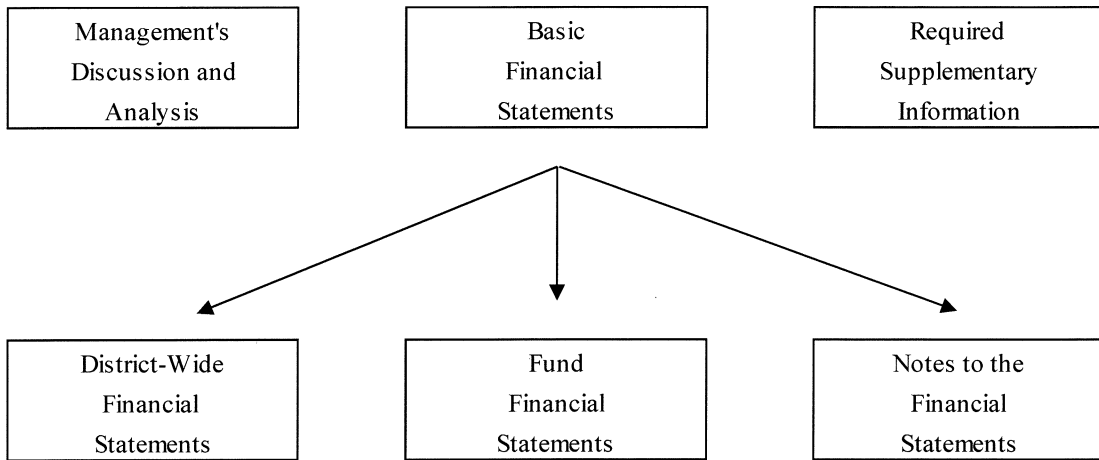 Management's
Discussion and
Analysis
Basic
Financial
Statements
Required
Supplementary
Information
District-Wide
Financial
Statements
Fund
Financial
Statements
Notes to the
Financial
Statements